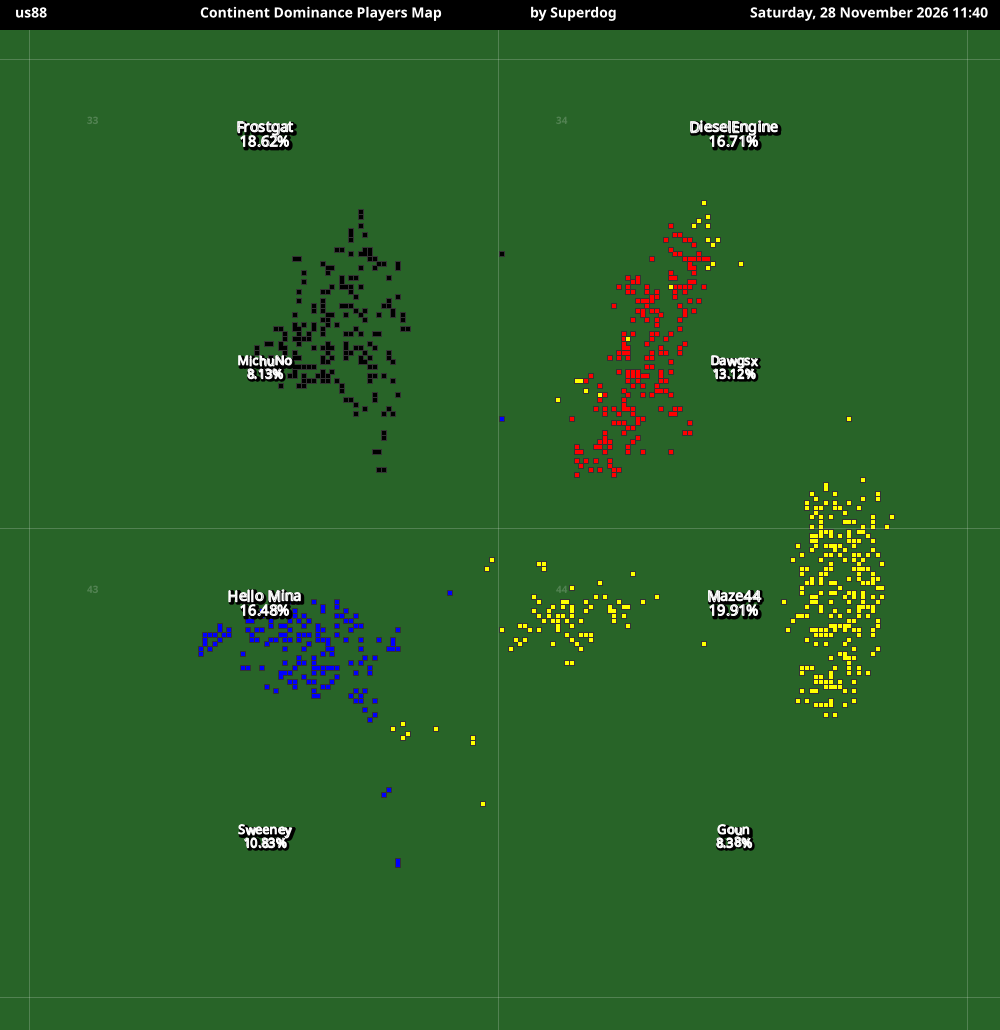 us88 Continent Dominance Players Map by Superdog Saturday, 28 November 2026 11:40
33
34
Frostgat
18.62%
DieselEngine
16.71%
MichuNo
8.13%
Dawgsx
13.12%
43
44
Hello Mina
16.48%
Maze44
19.91%
Sweeney
10.83%
Goun
8.38%